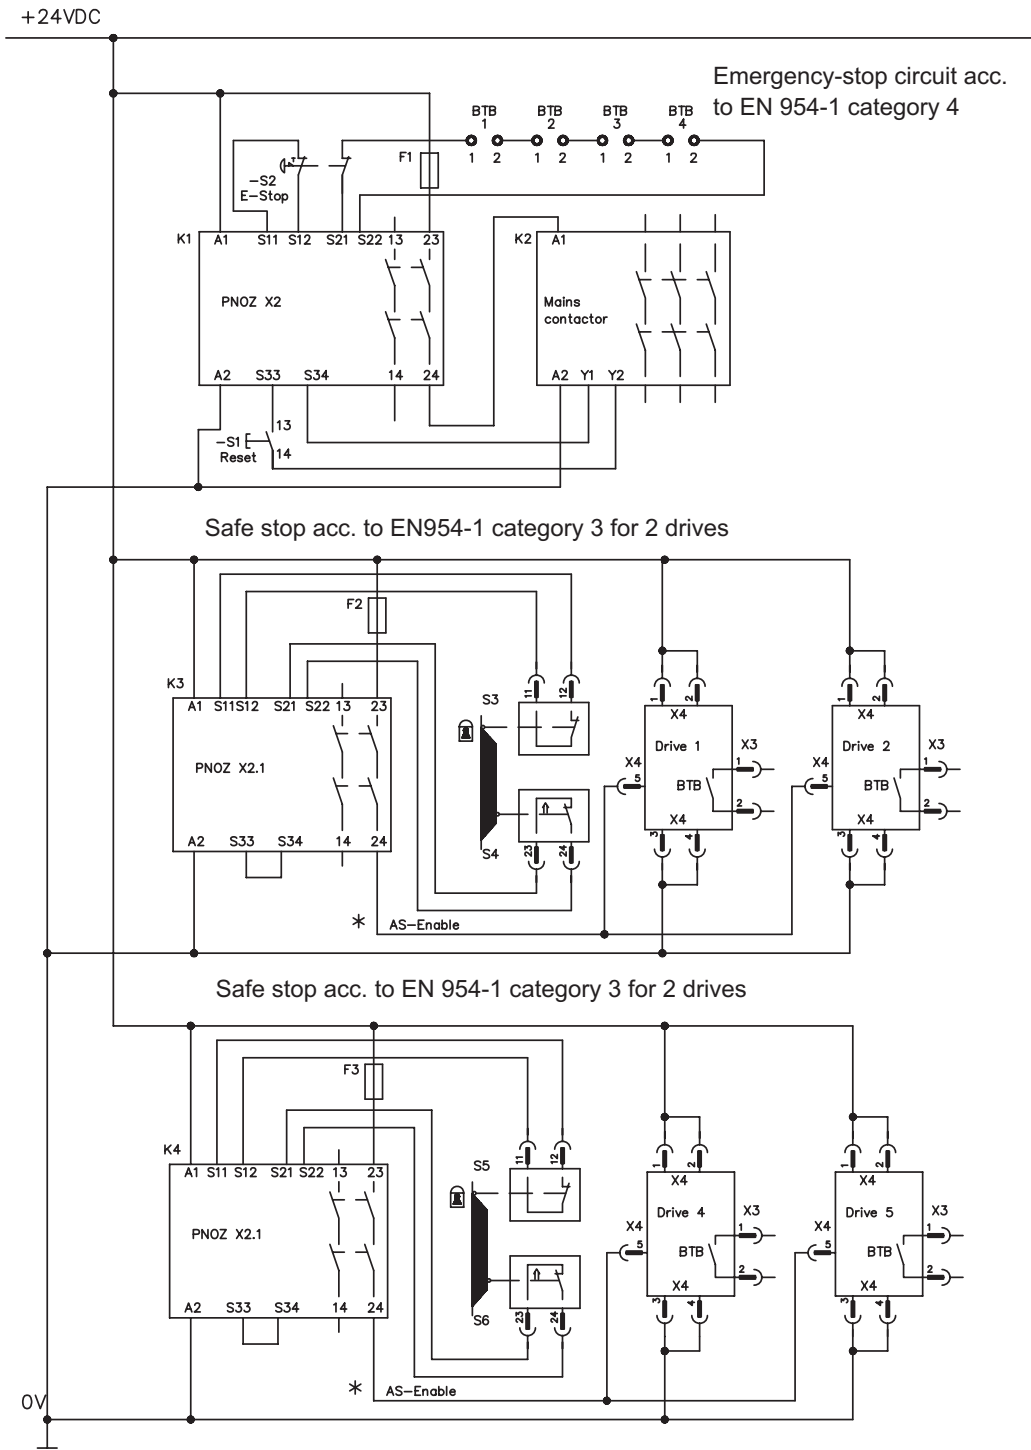 +24VDC
Emergency-stop circuit acc.
to EN 954-1 category 4
BTB BTB BTB BTB
1 2 3 4
1 2 1 2 1 2 1 2
F1
-S2
E-Stop
K1 A1 S11 S12 S21 S22 13 23 K2 A1
PNOZ X2
Mains
contactor
A2 S33 S34 14 24 A2 Y1 Y2
13
-S1
14
Reset
Safe stop acc. to EN954-1 category 3 for 2 drives
F2
K3
A1 S11 S12 S21 S22 13 23
S3
11 12
1 2 1 2
X4 X4
PNOZ X2.1
Drive 1 X3 Drive 2 X3
X4 5 1 X4 5 1
BTB BTB
2 2
X4 X4
A2 S33 S34 14 24
S4
23 24
3 4 3 4
* AS-Enable
Safe stop acc. to EN 954-1 category 3 for 2 drives
F3
K4
A1 S11 S12 S21 S22 13 23
S5
11 12
1 2 1 2
X4 X4
PNOZ X2.1
Drive 4 X3 Drive 5 X3
X4 5 1 X4 5 1
BTB BTB
2 2
X4 X4
A2 S33 S34 14 24
S6
23 24
3 4 3 4
* AS-Enable
0V